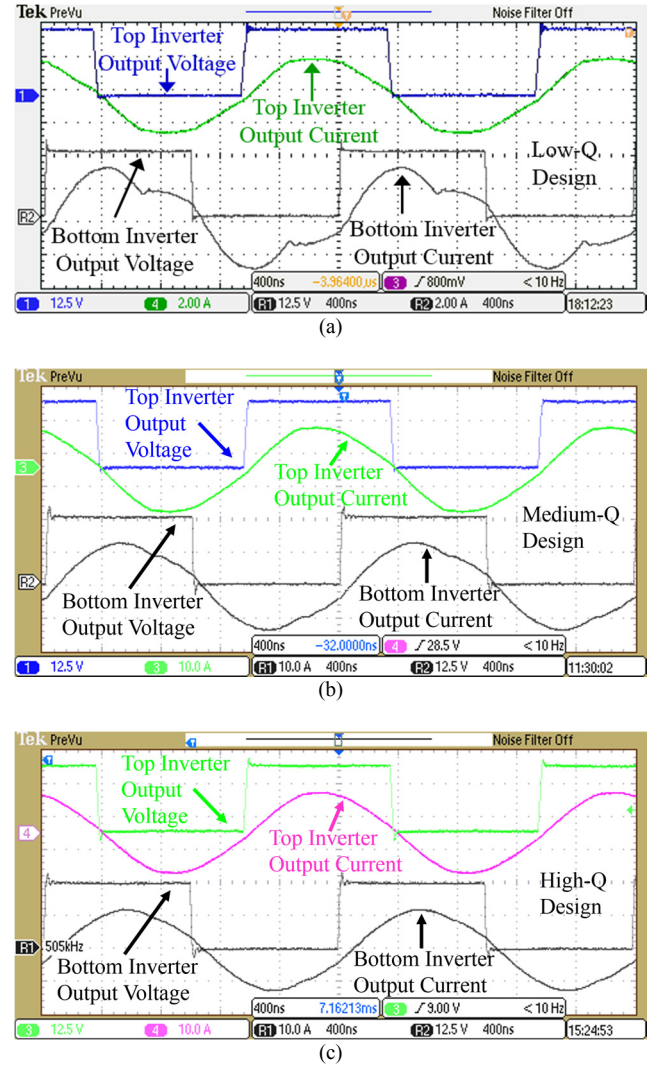 Tek PreVu Noise Filter Off
Top Inverter
Output Voltage
1
Top Inverter
Output Current
Low-Q
Design
R2
Bottom Inverter
Output Voltage
Bottom Inverter
Output Current
400ns -3.96400µs 3 800mV < 10 Hz
1 12.5 V 4 2.00 A R1 12.5 V 400ns R2 2.00 A 400ns 18:12:23
(a)
Tek PreVu Noise Filter Off
Top Inverter
Output
Voltage
3
Top Inverter
Output Current
Medium-Q
Design
R2
Bottom Inverter
Output Voltage
Bottom Inverter
Output Current
400ns -32.0000ns 4 28.5 V < 10 Hz
1 12.5 V 3 10.0 A R1 10.0 A 400ns R2 12.5 V 400ns 11:30:02
(b)
Tek PreVu Noise Filter Off
Top Inverter
Output
Voltage
4
Top Inverter
Output Current
High-Q
Design
R1 505kHz
Bottom Inverter
Output Voltage
Bottom Inverter
Output Current
400ns 7.16213ms 3 9.00 V < 10 Hz
3 12.5 V 4 10.0 A R1 10.0 A 400ns R2 12.5 V 400ns 15:24:53
(c)